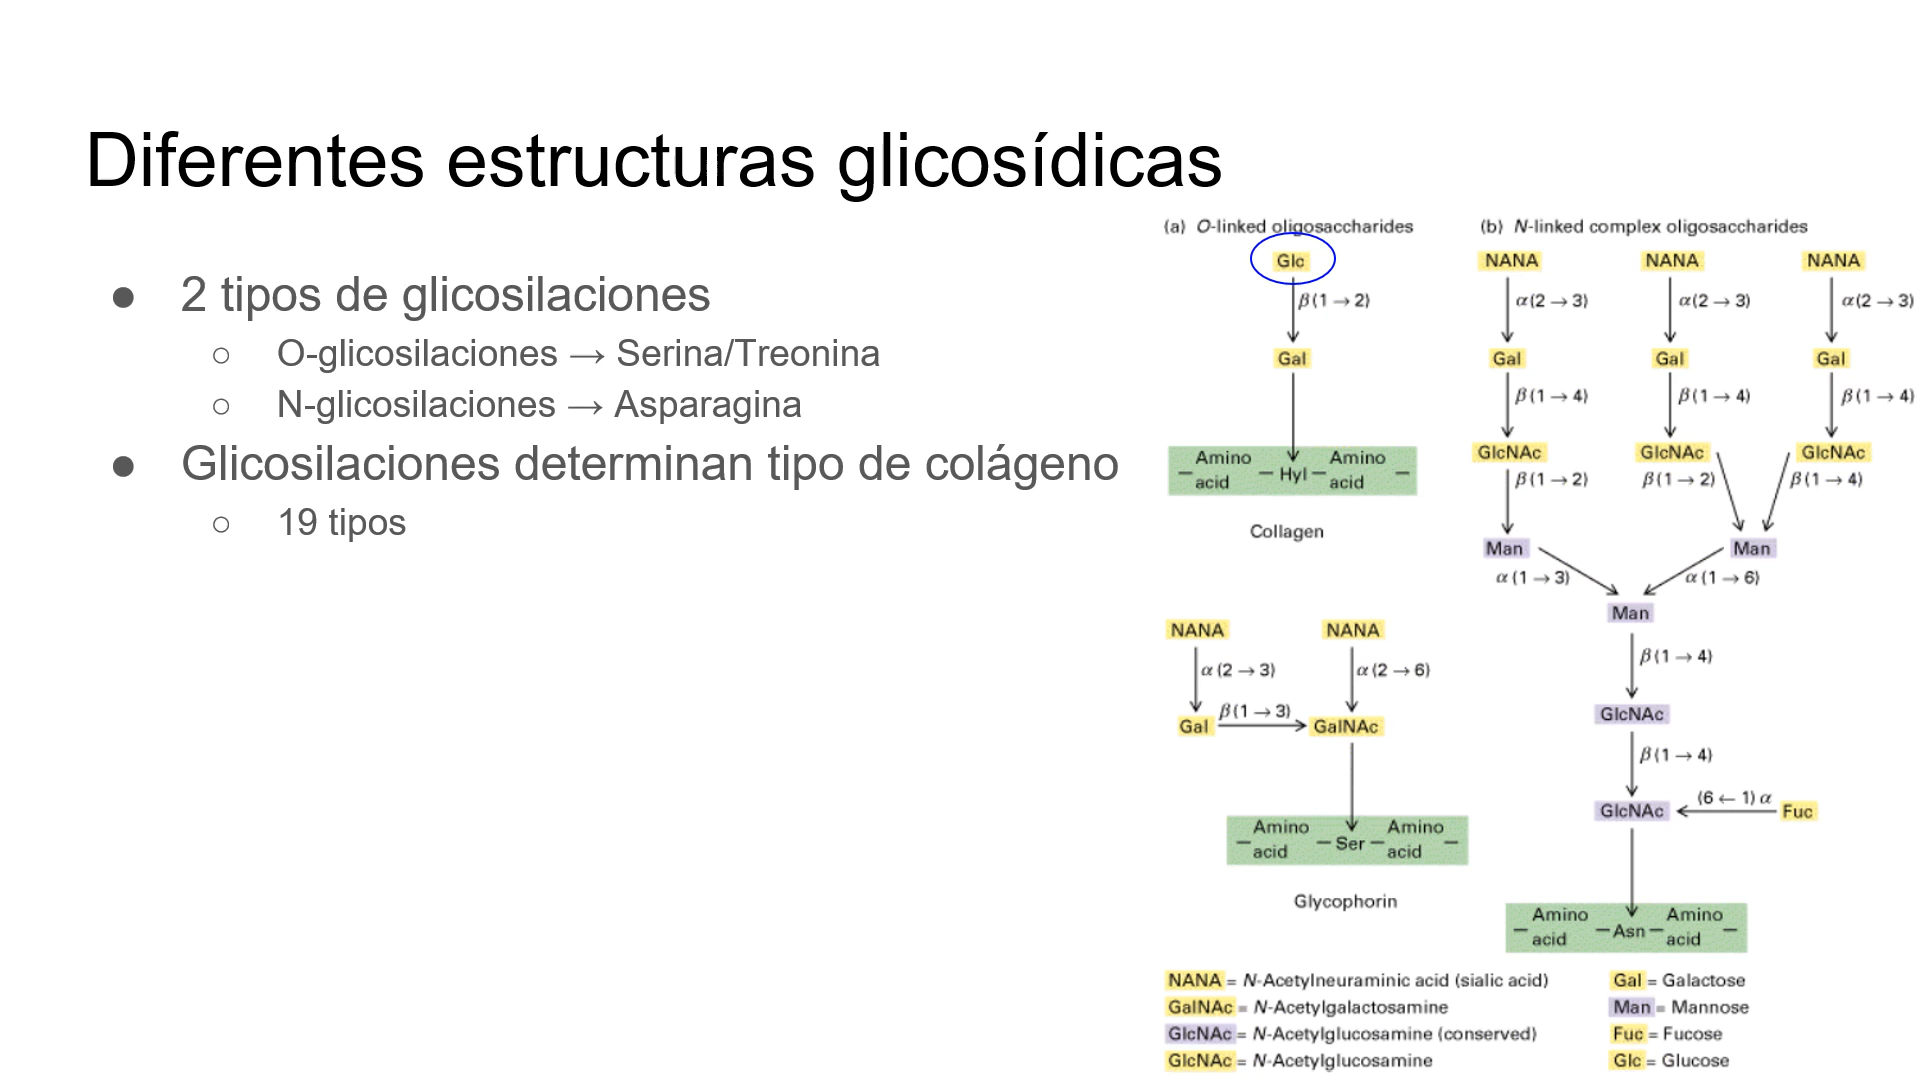 Diferentes estructuras glicosídicas
● 2 tipos de glicosilaciones
○ O-glicosilaciones → Serina/Treonina
○ N-glicosilaciones → Asparagina
● Glicosilaciones determinan tipo de colágeno
○ 19 tipos
(a) O-linked oligosaccharides
Glc
β(1 → 2)
Gal
Amino acid – Hyl – Amino acid
Collagen
NANA NANA
α(2 → 3) α(2 → 6)
Gal β(1 → 3) GalNAc
Amino acid – Ser – Amino acid
Glycophorin
(b) N-linked complex oligosaccharides
NANA NANA NANA
α(2 → 3) α(2 → 3) α(2 → 3)
Gal Gal Gal
β(1 → 4) β(1 → 4) β(1 → 4)
GlcNAc GlcNAc GlcNAc
β(1 → 2) β(1 → 2) β(1 → 4)
Man Man
α(1 → 3) α(1 → 6)
Man
β(1 → 4)
GlcNAc
β(1 → 4)
GlcNAc (6 ← 1)α Fuc
Amino acid – Asn – Amino acid
NANA = N-Acetylneuraminic acid (sialic acid)
GalNAc = N-Acetylgalactosamine
GlcNAc = N-Acetylglucosamine (conserved)
GlcNAc = N-Acetylglucosamine
Gal = Galactose
Man = Mannose
Fuc = Fucose
Glc = Glucose